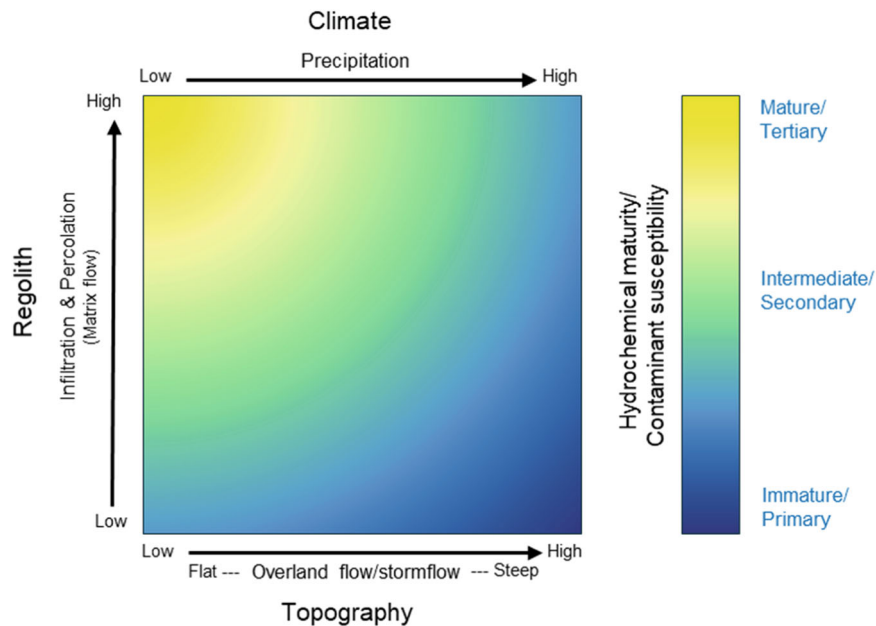 Climate
Precipitation
Low
High
High
Regolith
Infiltration & Percolation
(Matrix flow)
Low
Low
High
Flat --- Overland flow/stormflow --- Steep
Topography
Hydrochemical maturity/
Contaminant susceptibility
Mature/
Tertiary
Intermediate/
Secondary
Immature/
Primary